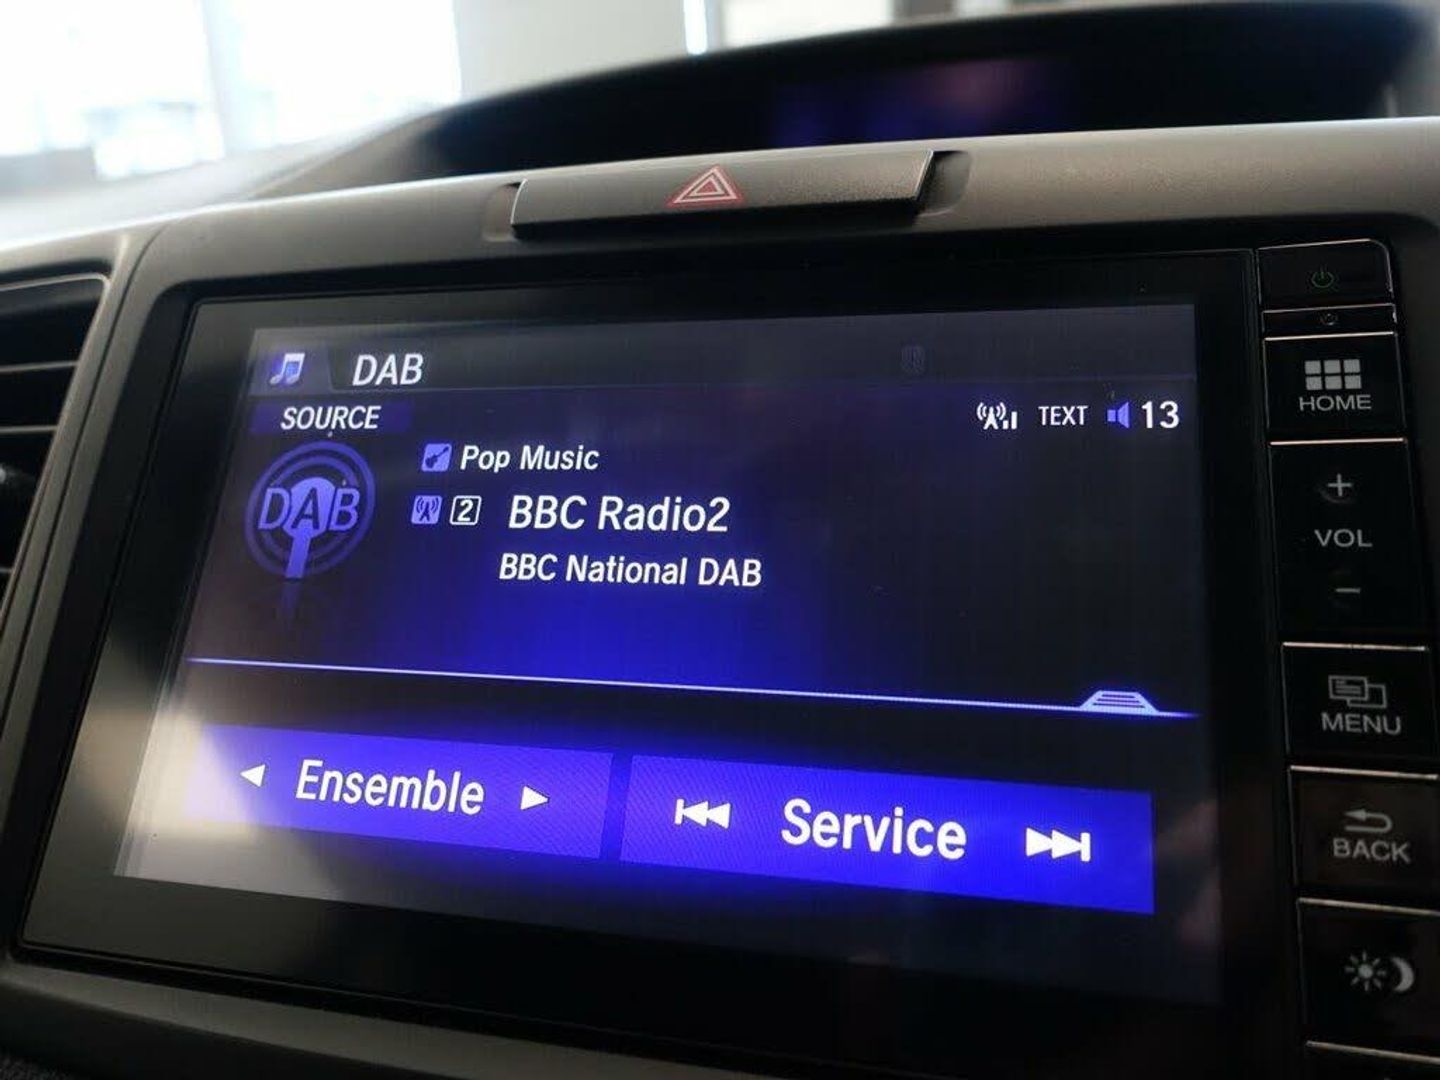 DAB
SOURCE
TEXT 13
DAB
Pop Music
2 BBC Radio2
BBC National DAB
Ensemble
Service
HOME
+
VOL
-
MENU
BACK